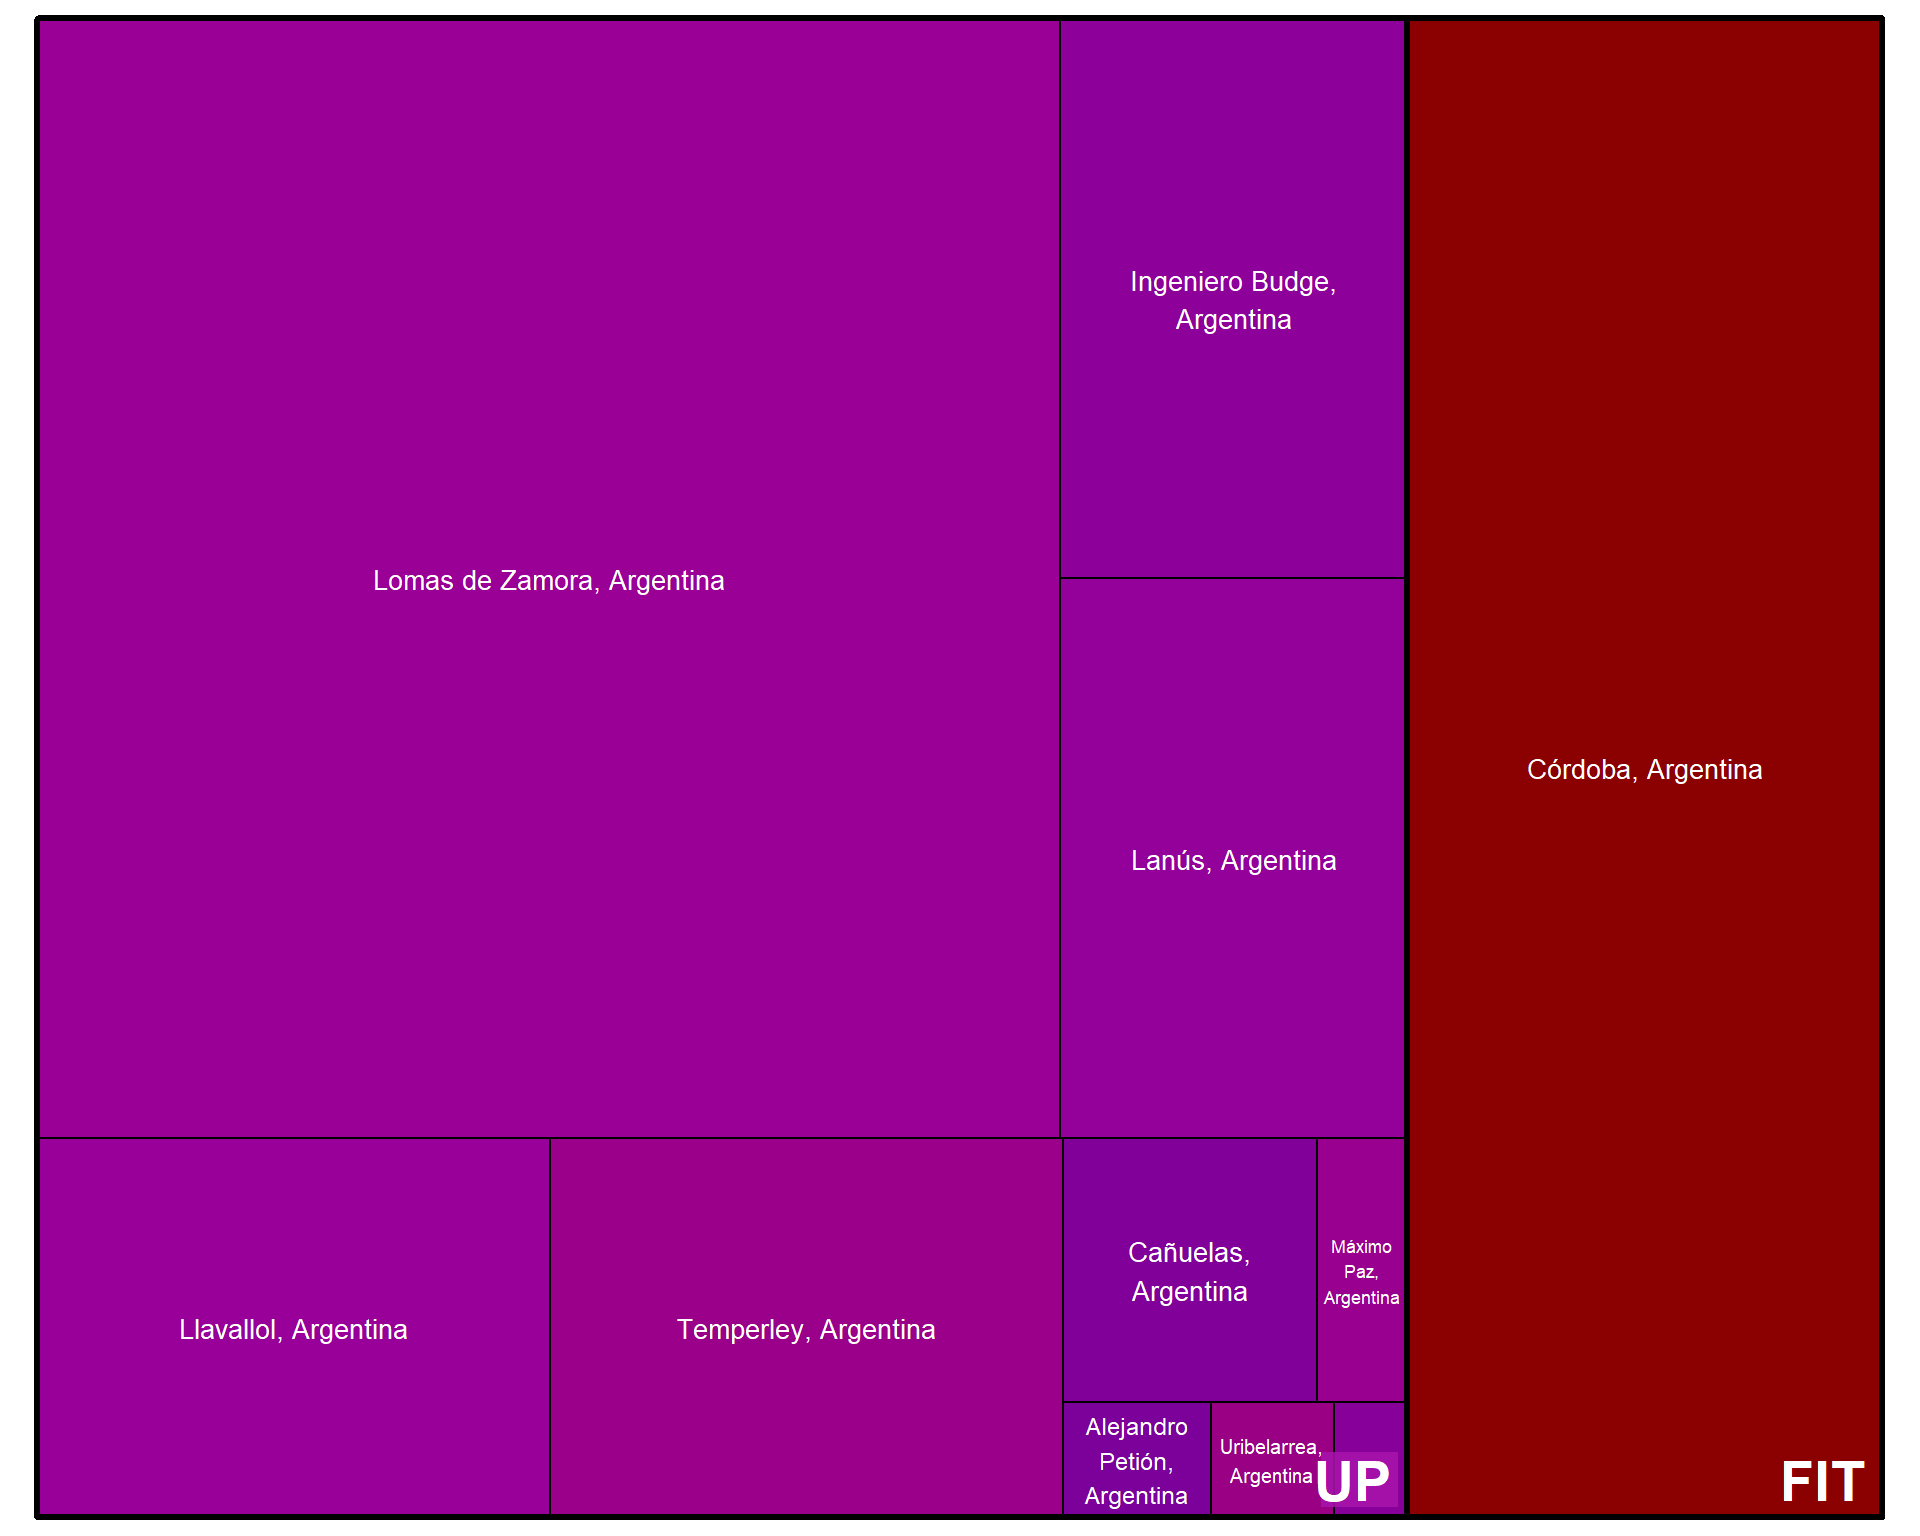 Lomas de Zamora, Argentina
Ingeniero Budge,
Argentina
Lanús, Argentina
Córdoba, Argentina
Llavallol, Argentina
Temperley, Argentina
Cañuelas,
Argentina
Máximo
Paz,
Argentina
Alejandro
Petión,
Argentina
Uribelarrea,
Argentina
UP
FIT